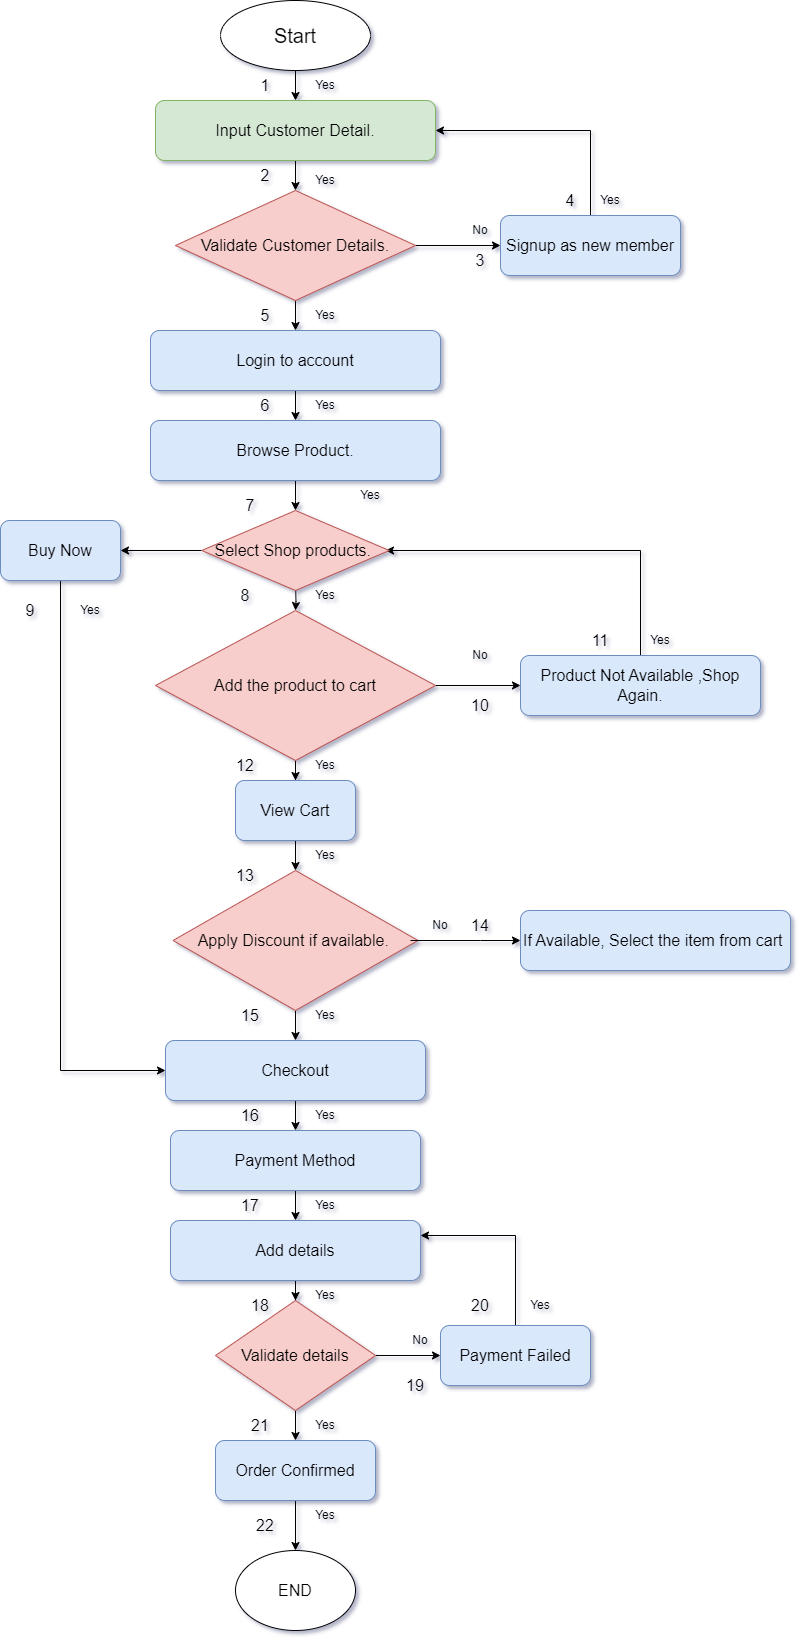 Start
1
Yes
Input Customer Detail.
2
Yes
4
Yes
Validate Customer Details.
No
3
Signup as new member
5
Yes
Login to account
6
Yes
Browse Product.
7
Yes
Buy Now
Select Shop products.
9
Yes
8
Yes
Add the product to cart
No
10
11
Yes
Product Not Available ,Shop
Again.
12
Yes
View Cart
Yes
13
Apply Discount if available.
No
14
If Available, Select the item from cart
15
Yes
Checkout
16
Yes
Payment Method
17
Yes
Add details
Yes
18
20
Yes
Validate details
No
19
Payment Failed
21
Yes
Order Confirmed
Yes
22
END